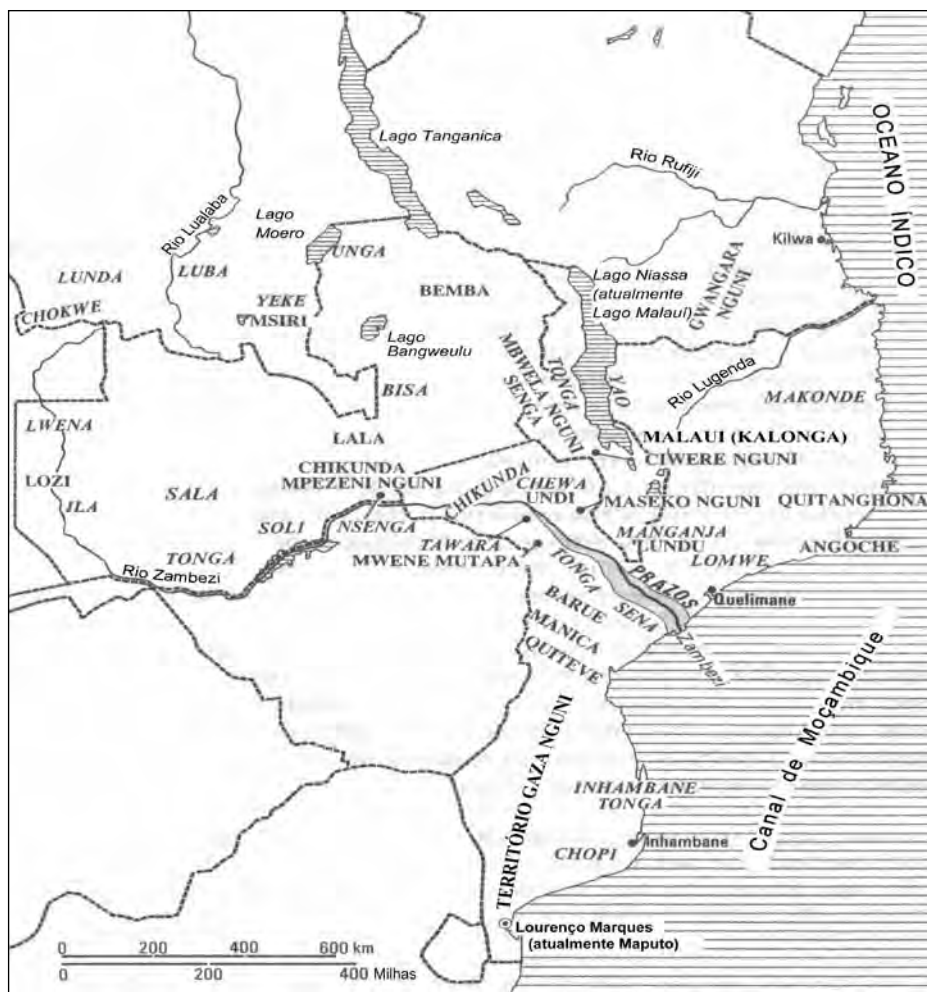 Lago Tanganica
OCEANO ÍNDICO
Rio Rufiji
Rio Lualaba
Lago
Moero
UNGA
Kilwa
LUNDA
LUBA
CHOKWE
YEKE
MSIRI
BEMBA
Lago Niassa
(atualmente
Lago Malauí)
GWANGARA
NGUNI
Lago
Bangweulu
MBWELA NGUNI
SENGA
TONGA
YAO
Rio Lugenda
BISA
MAKONDE
LWENA
LALA
MALAUI (KALONGA)
CIWERE NGUNI
LOZI
ILA
SALA
CHIKUNDA
MPEZENI NGUNI
CHIKUNDA
CHEWA
UNDI
MASEKO NGUNI
QUITANGHONA
SOLI
NSENGA
MANGANJA
LUNDU
ANGOCHE
TONGA
TAWARA
MWENE MUTAPA
LOMWE
Rio Zambezi
TONGA
SENA
PRAZOS
Quelimane
BARUE
MANICA
QUITEVE
Zambezi
Canal de Moçambique
TERRITÓRIO GAZA NGUNI
INHAMBANE
TONGA
Inhambane
CHOPI
Lourenço Marques
(atualmente Maputo)
0 200 400 600 km
0 200 400 Milhas